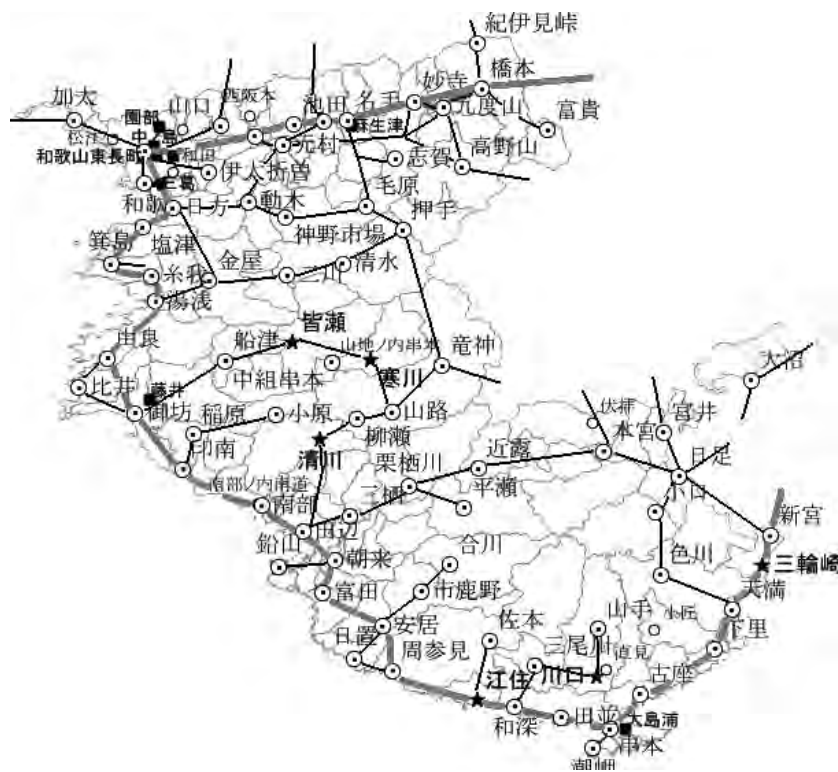 紀伊見峠
橋本
妙寺
名手
池田
西阪本
山口
加太
園部
中ノ島
九度山
富貴
麻生津
高野山
志賀
和歌山東長町
和田
伊太祈曽
三葛
毛原
和歌
日方
動木
押手
神野市場
箕島
塩津
金屋
二川
清水
糸我
湯浅
皆瀬
由良
船津
竜神
寒川
中組串本
大沼
比井
藤井
御坊
稲原
小原
山路
柳瀬
伏拝
宮井
印南
清川
栗栖川
近露
本宮
日足
平瀬
小口
南部
新宮
田辺
鉛山
朝来
合川
色川
三輪崎
富田
市鹿野
天満
佐本
山手
小匠
下里
日置
安居
周参見
三尾川
直見
江住
川口
古座
和深
田並
大島浦
串本
潮岬